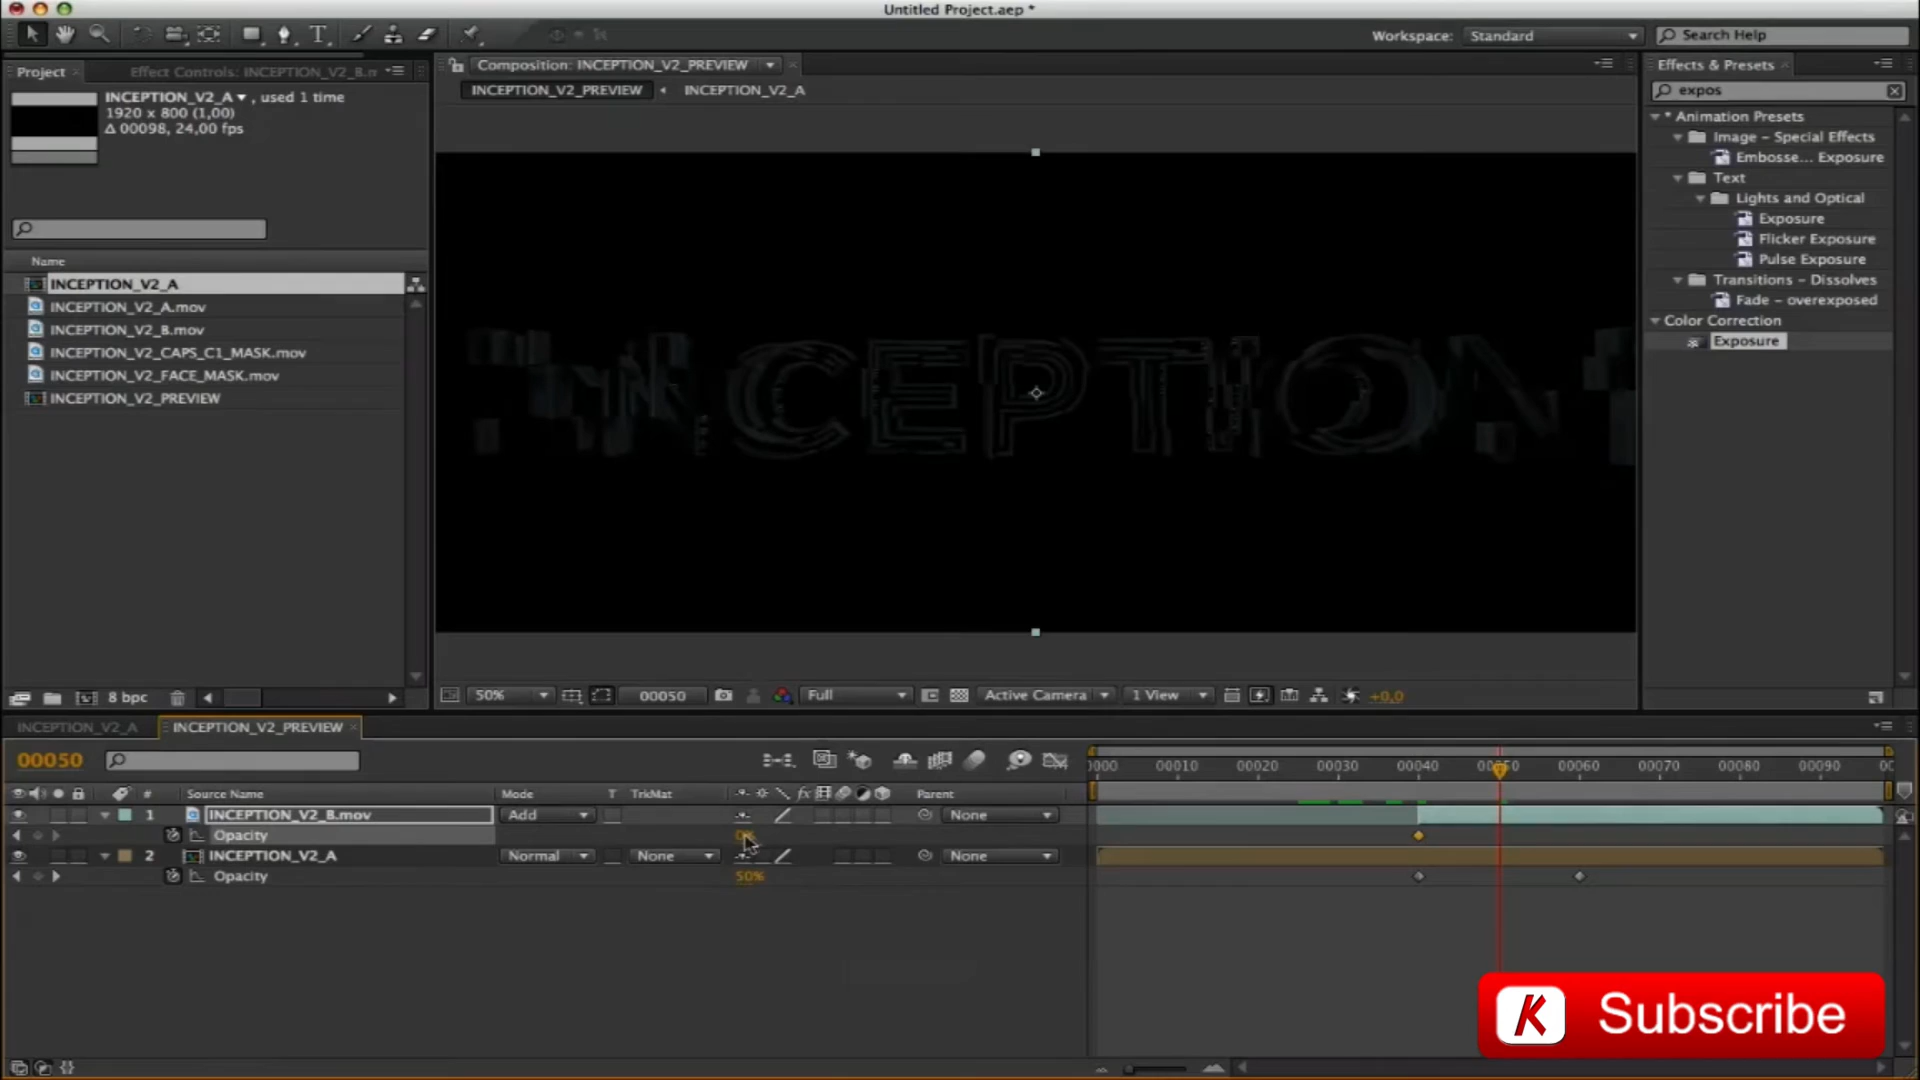 Untitled Project.aep *
Workspace: Standard
Search Help
Project
Effect Controls: INCEPTION_V2_B.m
Composition: INCEPTION_V2_PREVIEW
Effects & Presets
INCEPTION_V2_A▼, used 1 time
1920 x 800 (1,00)
Δ 00098, 24,00 fps
INCEPTION_V2_PREVIEW
INCEPTION_V2_A
expos
* Animation Presets
Image – Special Effects
Embosse... Exposure
Text
Lights and Optical
Exposure
Flicker Exposure
Pulse Exposure
Transitions – Dissolves
Fade – overexposed
Color Correction
Exposure
Name
INCEPTION_V2_A
INCEPTION_V2_A.mov
INCEPTION_V2_B.mov
INCEPTION_V2_CAPS_C1_MASK.mov
INCEPTION_V2_FACE_MASK.mov
INCEPTION_V2_PREVIEW
INCEPTION
8 bpc
50%
00050
Full
Active Camera
1 View
+0,0
INCEPTION_V2_A
INCEPTION_V2_PREVIEW
00050
0000 00010 00020 00030 00040 00050 00060 00070 00080 00090 00
# Source Name Mode T TrkMat Parent
1 INCEPTION_V2_B.mov Add None
Opacity 0%
2 INCEPTION_V2_A Normal None None
Opacity 50%
K Subscribe